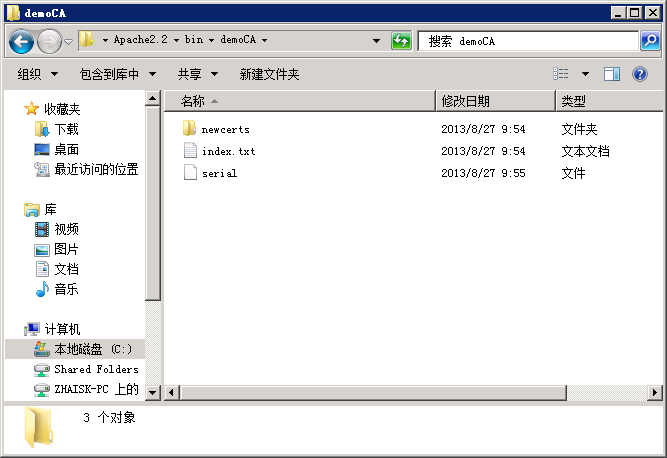 demoCA
Apache2.2 bin demoCA
搜索 demoCA
组织 包含到库中 共享 新建文件夹
名称 修改日期 类型
newcerts 2013/8/27 9:54 文件夹
index.txt 2013/8/27 9:54 文本文档
serial 2013/8/27 9:55 文件
收藏夹
下载
桌面
最近访问的位置
库
视频
图片
文档
音乐
计算机
本地磁盘 (C:)
Shared Folders
ZHAISK-PC 上的
3 个对象